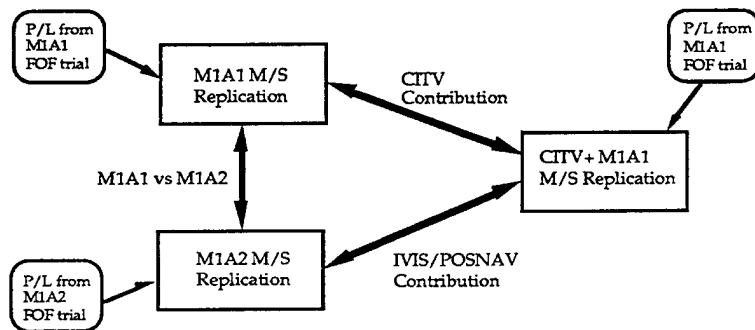 P/L from
M1A1
FOF trial
M1A1 M/S
Replication
CITV
Contribution
P/L from
M1A1
FOF trial
CITV+ M1A1
M/S Replication
M1A1 vs M1A2
M1A2 M/S
Replication
IVIS/POSNAV
Contribution
P/L from
M1A2
FOF trial